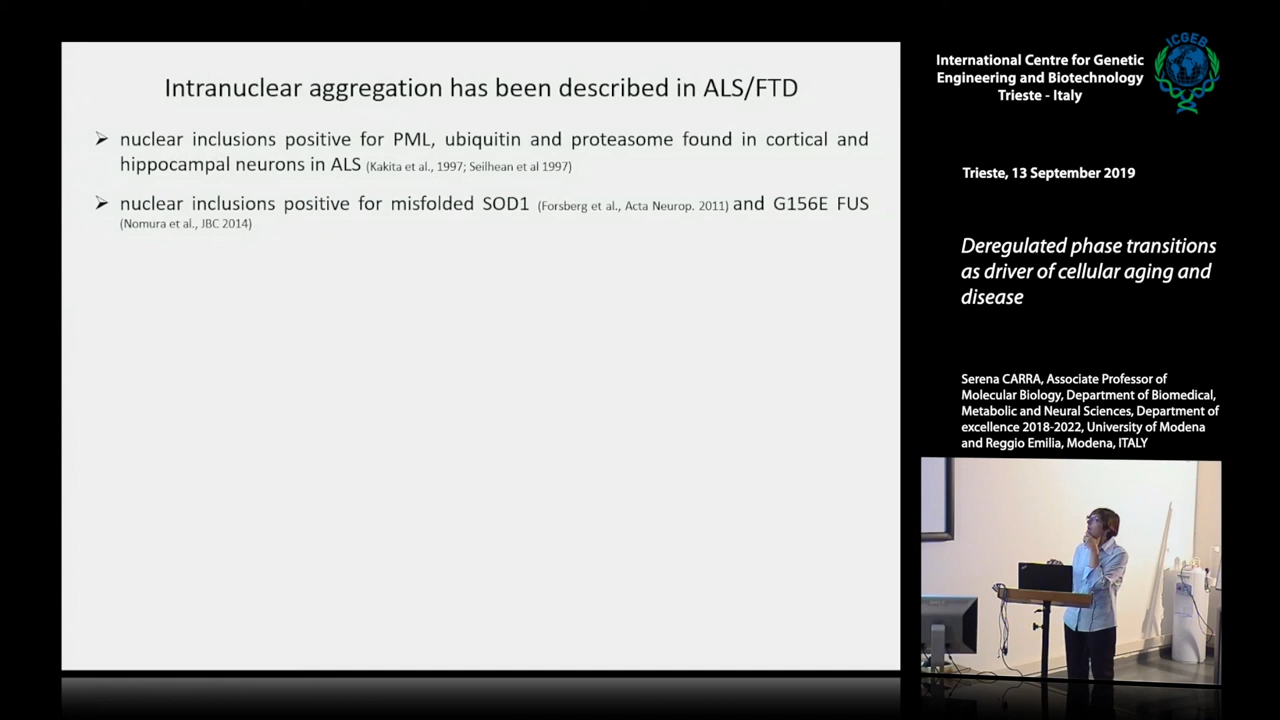 Intranuclear aggregation has been described in ALS/FTD
nuclear inclusions positive for PML, ubiquitin and proteasome found in cortical and
hippocampal neurons in ALS (Kakita et al., 1997; Seilhean et al 1997)
nuclear inclusions positive for misfolded SOD1 (Forsberg et al., Acta Neurop. 2011) and G156E FUS
(Nomura et al., JBC 2014)
International Centre for Genetic
Engineering and Biotechnology
Trieste - Italy
ICGEB
Trieste, 13 September 2019
Deregulated phase transitions
as driver of cellular aging and
disease
Serena CARRA, Associate Professor of
Molecular Biology, Department of Biomedical,
Metabolic and Neural Sciences, Department of
excellence 2018-2022, University of Modena
and Reggio Emilia, Modena, ITALY